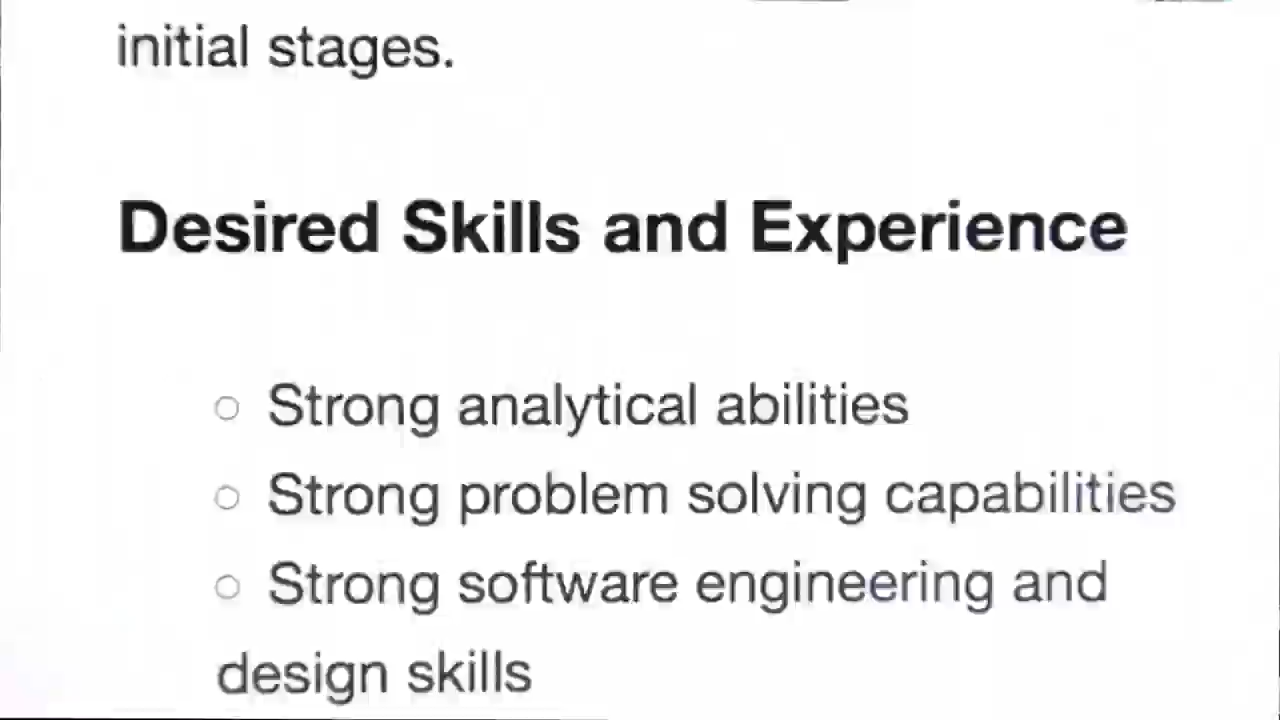 initial stages.
Desired Skills and Experience
○ Strong analytical abilities
○ Strong problem solving capabilities
○ Strong software engineering and
design skills